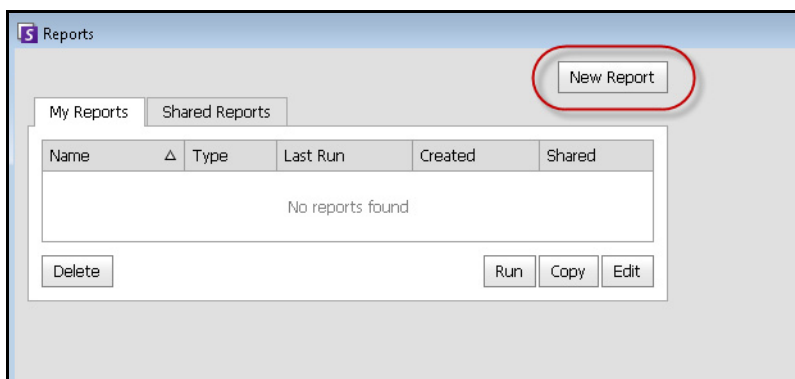 S Reports
New Report
My Reports Shared Reports
Name Type Last Run Created Shared
No reports found
Delete Run Copy Edit